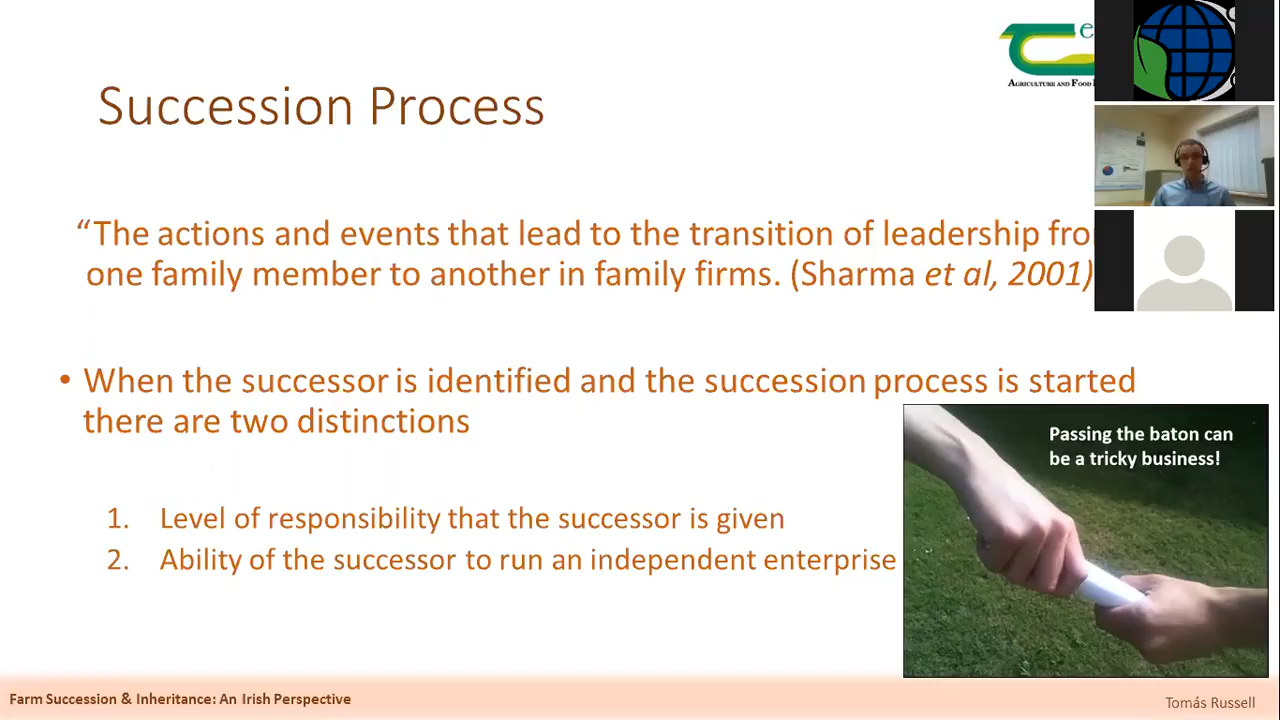 Succession Process
AGRICULTURE AND FOOD
“The actions and events that lead to the transition of leadership
one family member to another in family firms. (Sharma et al, 2001)
• When the successor is identified and the succession process is started
there are two distinctions
Passing the baton can
be a tricky business!
1. Level of responsibility that the successor is given
2. Ability of the successor to run an independent enterprise
Farm Succession & Inheritance: An Irish Perspective
Tomás Russell